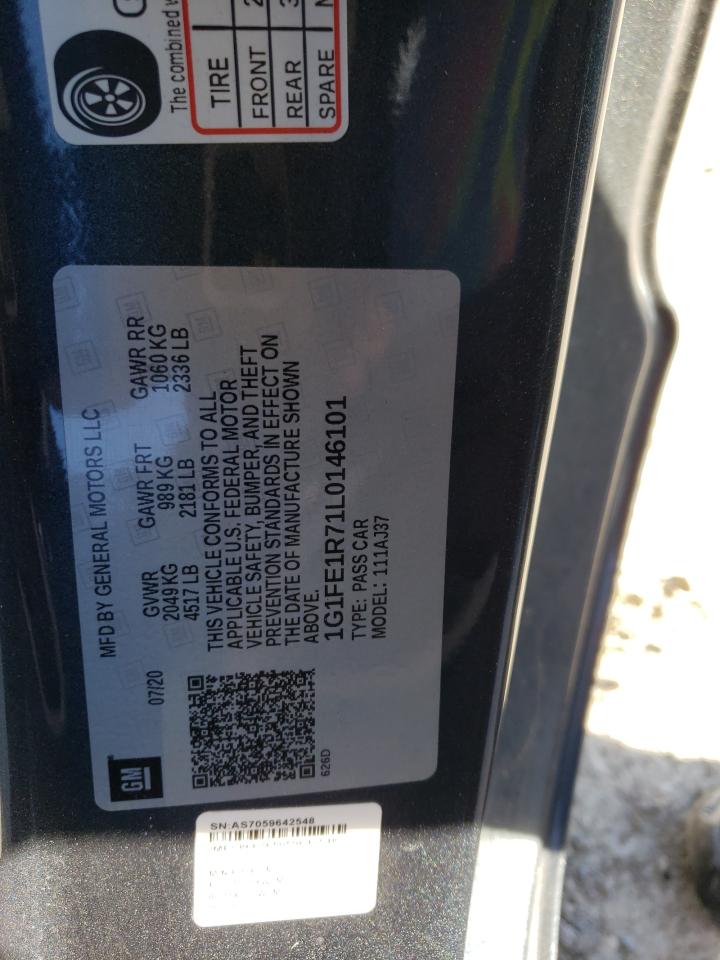 The combined
TIRE
FRONT
REAR
SPARE
MFD BY GENERAL MOTORS LLC
07/20 GVWR GAWR FRT GAWR RR
2049 KG 989 KG 1060 KG
4517 LB 2181 LB 2336 LB
THIS VEHICLE CONFORMS TO ALL
APPLICABLE U.S. FEDERAL MOTOR
VEHICLE SAFETY, BUMPER, AND THEFT
PREVENTION STANDARDS IN EFFECT ON
THE DATE OF MANUFACTURE SHOWN
ABOVE.
1G1FE1R71L0146101
TYPE: PASS CAR
MODEL: 111AJ37
GM
626D
SN:AS7059642548